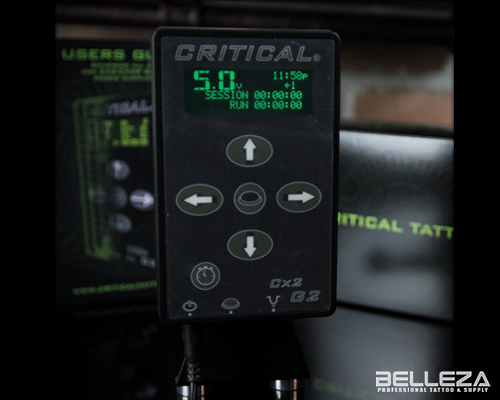 USERS GU
CRITICAL®
5.0v 11:58P
←1
SESSION 00:00:00
RUN 00:00:00
CRITICAL TATT
Cx2
G2
BELLEZA
PROFESSIONAL TATTOO & SUPPLY